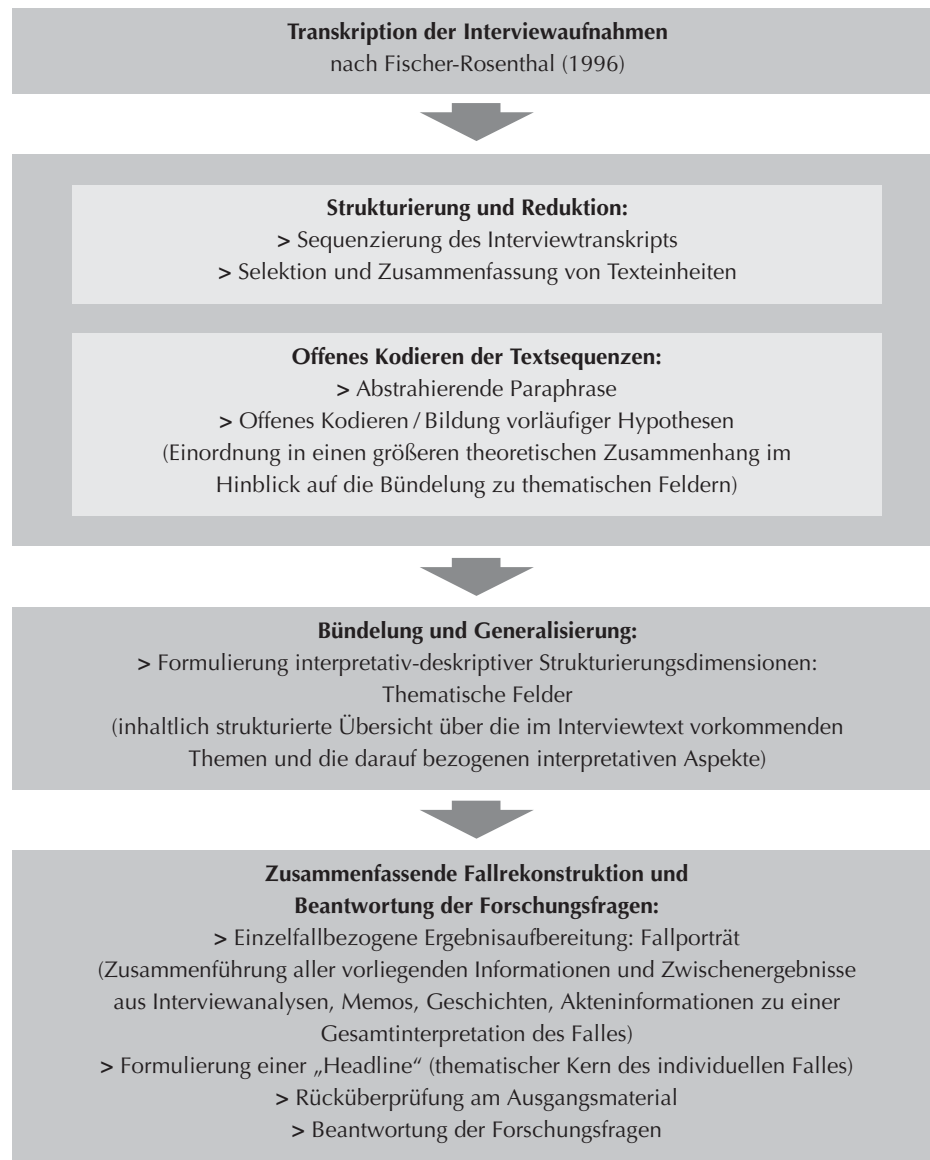 Transkription der Interviewaufnahmen
nach Fischer-Rosenthal (1996)
Strukturierung und Reduktion:
> Sequenzierung des Interviewtranskripts
> Selektion und Zusammenfassung von Texteinheiten
Offenes Kodieren der Textsequenzen:
> Abstrahierende Paraphrase
> Offenes Kodieren / Bildung vorläufiger Hypothesen
(Einordnung in einen größeren theoretischen Zusammenhang im
Hinblick auf die Bündelung zu thematischen Feldern)
Bündelung und Generalisierung:
> Formulierung interpretativ-deskriptiver Strukturierungsdimensionen:
Thematische Felder
(inhaltlich strukturierte Übersicht über die im Interviewtext vorkommenden
Themen und die darauf bezogenen interpretativen Aspekte)
Zusammenfassende Fallrekonstruktion und
Beantwortung der Forschungsfragen:
> Einzelfallbezogene Ergebnisaufbereitung: Fallporträt
(Zusammenführung aller vorliegenden Informationen und Zwischenergebnisse
aus Interviewanalysen, Memos, Geschichten, Akteninformationen zu einer
Gesamtinterpretation des Falles)
> Formulierung einer „Headline“ (thematischer Kern des individuellen Falles)
> Rücküberprüfung am Ausgangsmaterial
> Beantwortung der Forschungsfragen